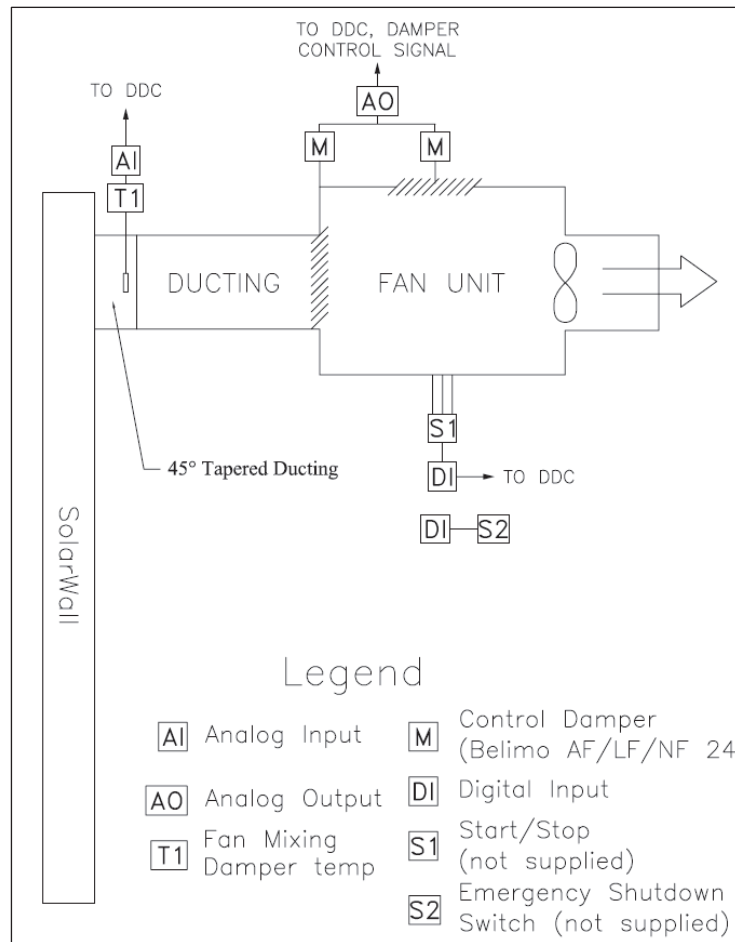 TO DDC, DAMPER
CONTROL SIGNAL
TO DDC
AO
AI
M
M
T1
DUCTING
FAN UNIT
S1
45° Tapered Ducting
DI
TO DDC
DI
S2
SolarWall
Legend
AI Analog Input
AO Analog Output
T1 Fan Mixing
Damper temp
M Control Damper
(Belimo AF/LF/NF 24
DI Digital Input
S1 Start/Stop
(not supplied)
S2 Emergency Shutdown
Switch (not supplied)